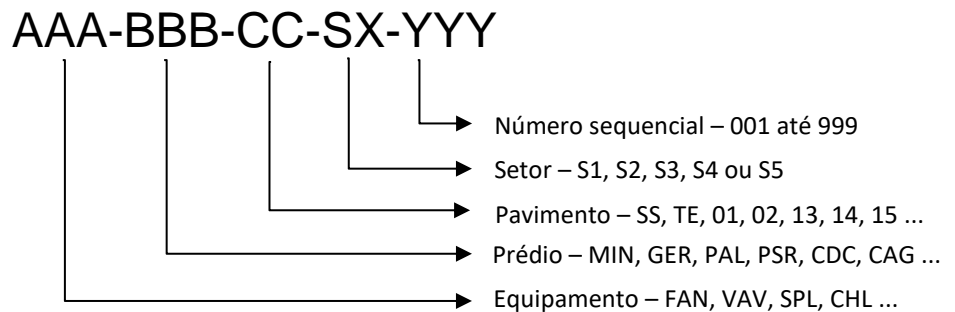 AAA-BBB-CC-SX-YYY
Número sequencial – 001 até 999
Setor – S1, S2, S3, S4 ou S5
Pavimento – SS, TE, 01, 02, 13, 14, 15 ...
Prédio – MIN, GER, PAL, PSR, CDC, CAG ...
Equipamento – FAN, VAV, SPL, CHL ...